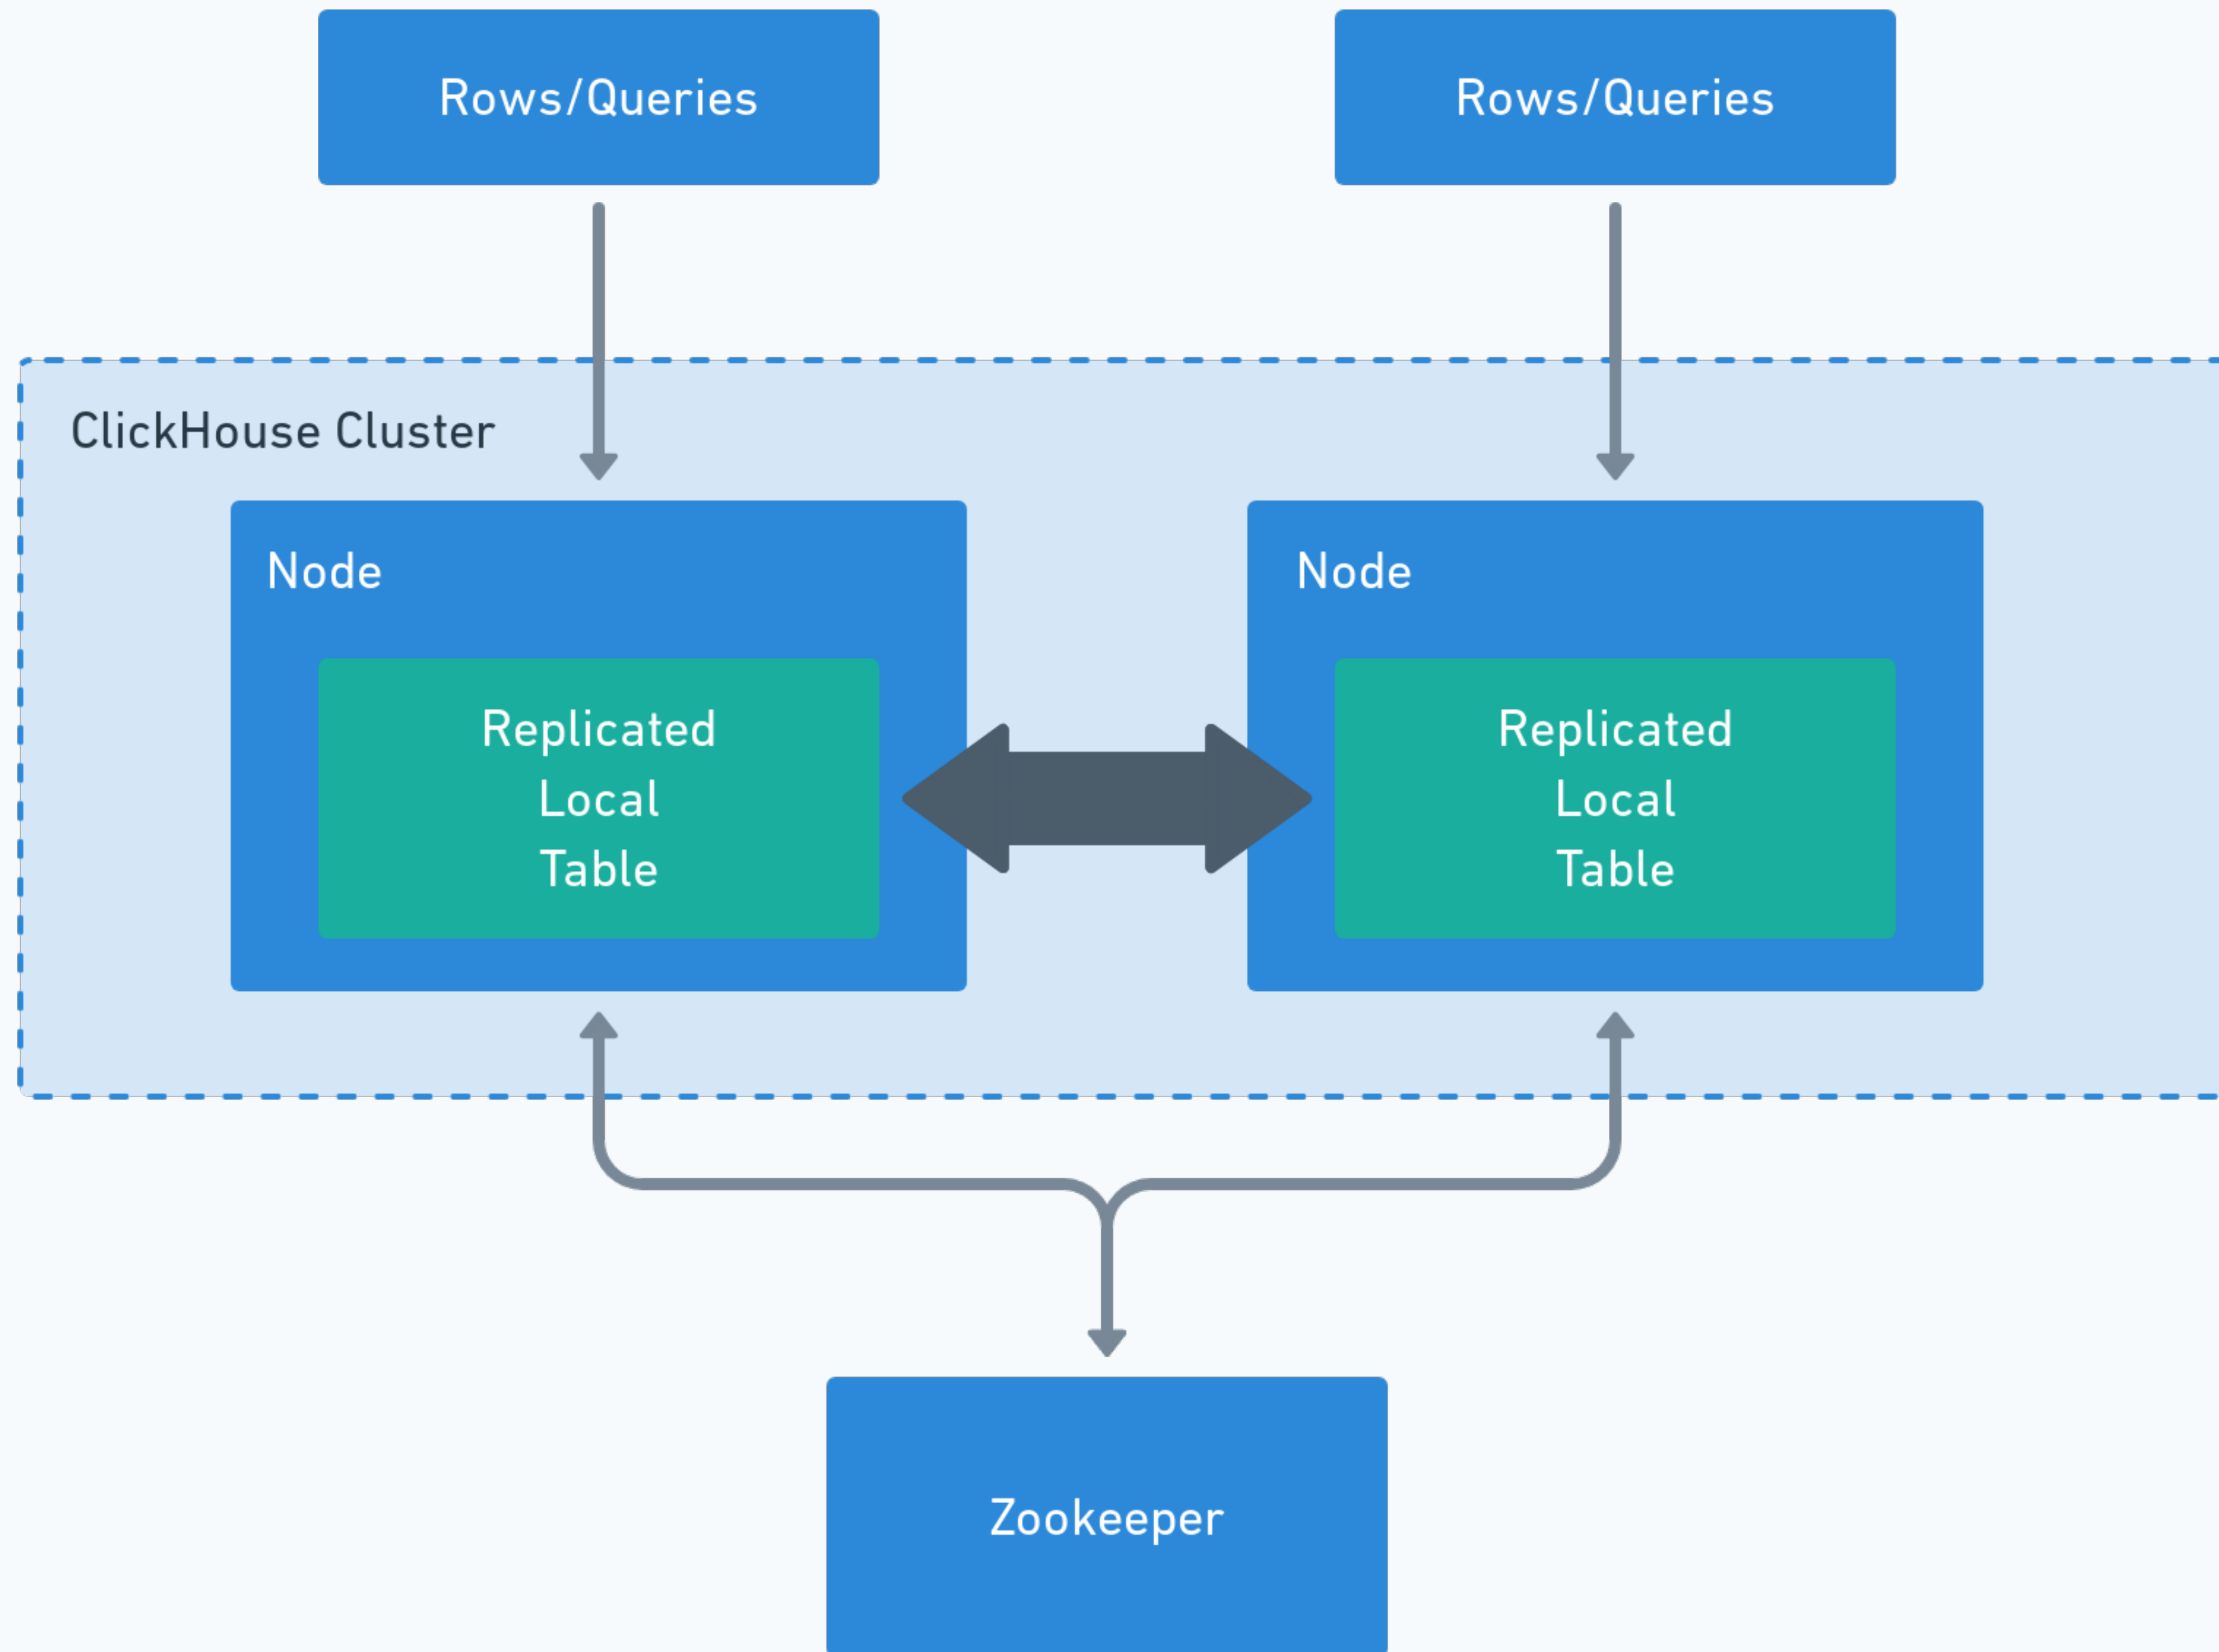 Rows/Queries
Rows/Queries
ClickHouse Cluster
Node
Replicated
Local
Table
Node
Replicated
Local
Table
Zookeeper